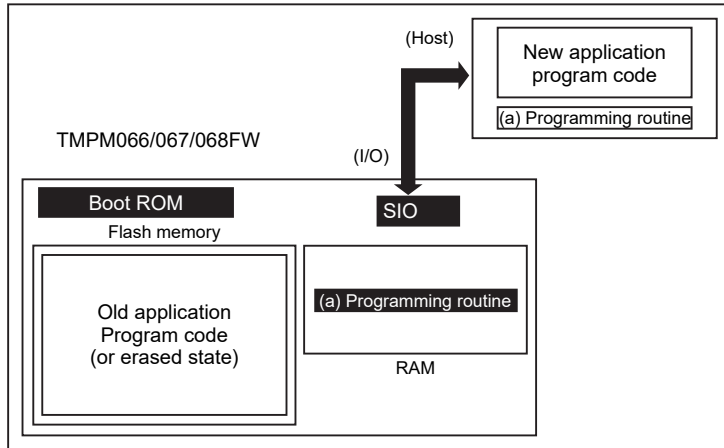 (Host)
New application
program code
(a) Programming routine
TMPM066/067/068FW
(I/O)
Boot ROM
SIO
Flash memory
Old application
Program code
(or erased state)
(a) Programming routine
RAM